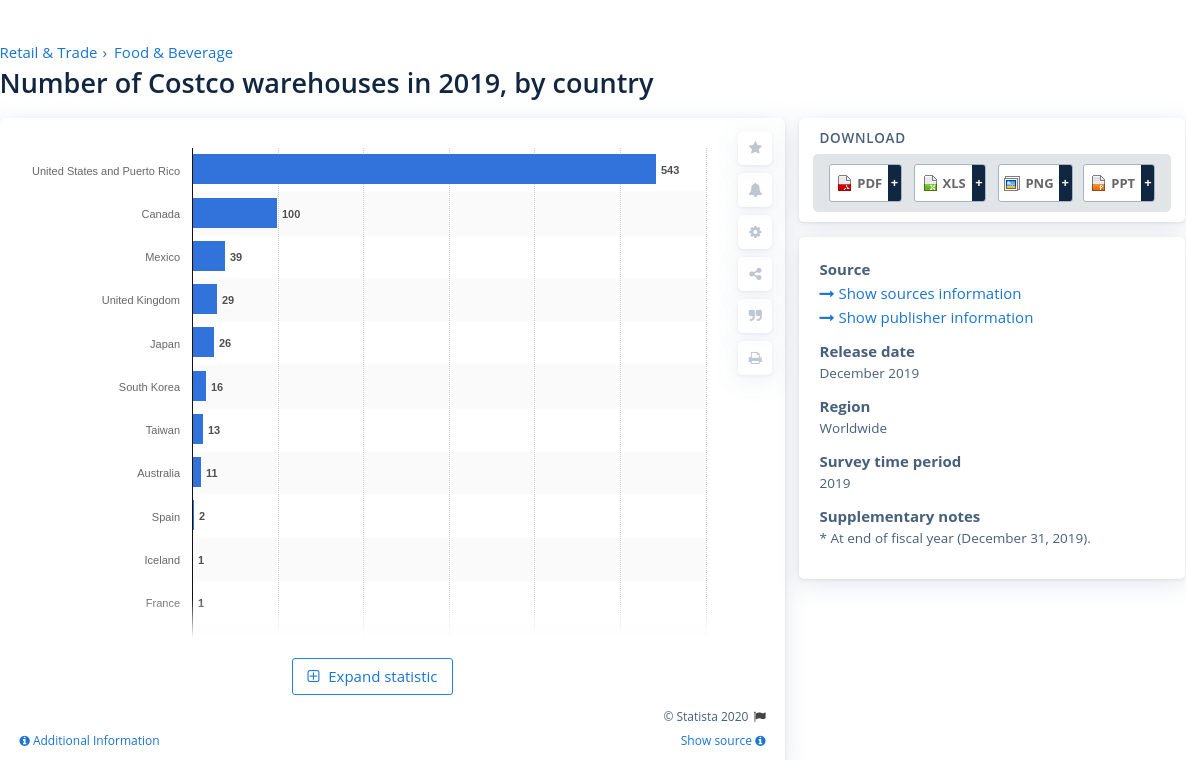 Retail & Trade › Food & Beverage
Number of Costco warehouses in 2019, by country
United States and Puerto Rico 543
Canada 100
Mexico 39
United Kingdom 29
Japan 26
South Korea 16
Taiwan 13
Australia 11
Spain 2
Iceland 1
France 1
Expand statistic
© Statista 2020
Additional Information
Show source
DOWNLOAD
PDF + XLS + PNG + PPT +
Source
Show sources information
Show publisher information
Release date
December 2019
Region
Worldwide
Survey time period
2019
Supplementary notes
* At end of fiscal year (December 31, 2019).